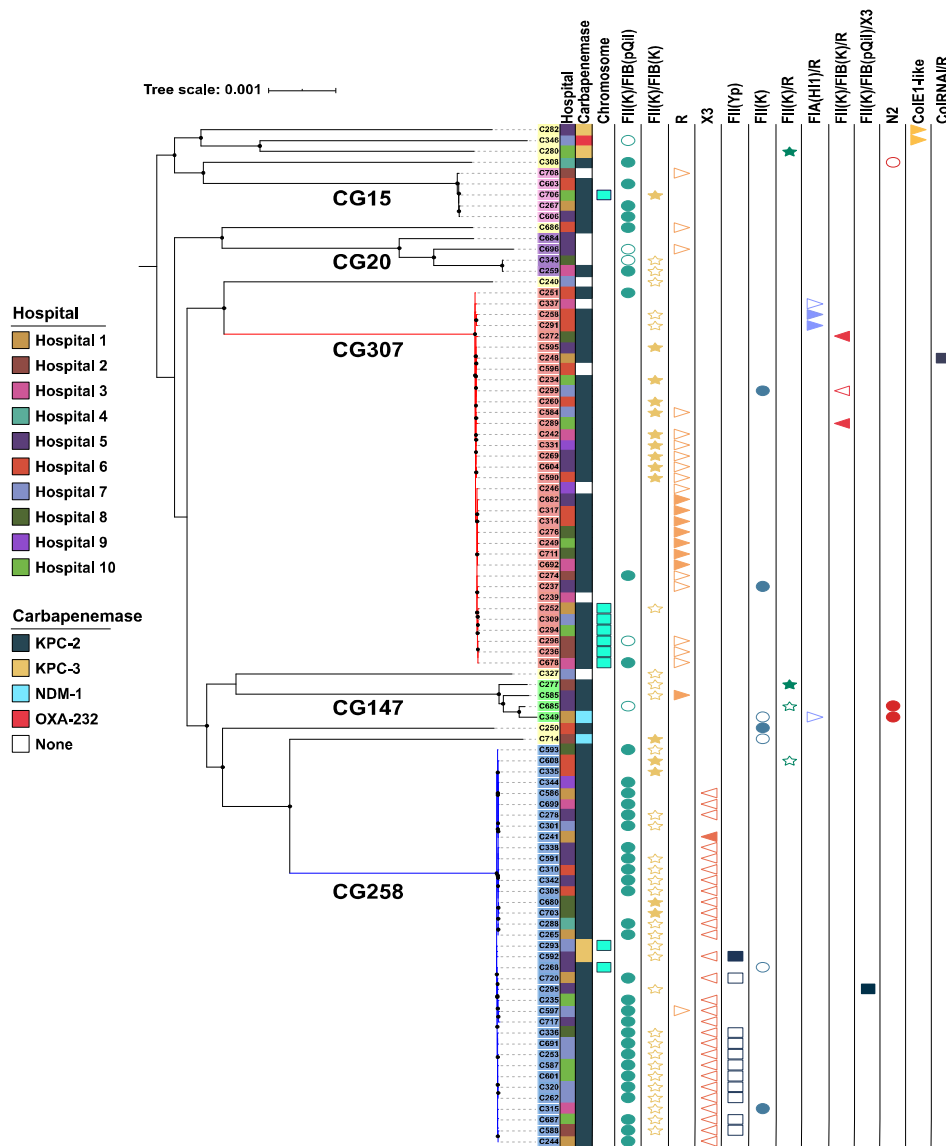 Tree scale: 0.001
Hospital
Carbapenemase
Chromosome
FII(K)/FIB(pQil)
FII(K)/FIB(K)
R
X3
FII(Yp)
FII(K)
FII(K)/R
FIA(HI1)/R
FII(K)/FIB(K)/R
FII(K)/FIB(pQil)/X3
N2
ColE1-like
ColRNAI/R
C282
C346
C280
C308
C708
C603
CG15
C706
C267
C606
C686
C684
C696
CG20
C343
C259
C240
C251
C337
C258
C291
C272
CG307
C595
C248
C596
C234
C299
C260
C584
C289
C242
C331
C269
C604
C590
C246
C682
C317
C314
C276
C249
C711
C692
C274
C237
C239
C252
C309
C294
C296
C236
C678
C327
C277
C585
CG147
C685
C349
C250
C714
C593
C608
C335
C344
C586
C699
C278
C301
C241
C338
C591
C310
C342
CG258
C305
C680
C703
C288
C265
C293
C592
C268
C720
C295
C235
C597
C717
C336
C691
C253
C587
C601
C320
C262
C315
C687
C588
C244
Hospital
Hospital 1
Hospital 2
Hospital 3
Hospital 4
Hospital 5
Hospital 6
Hospital 7
Hospital 8
Hospital 9
Hospital 10
Carbapenemase
KPC-2
KPC-3
NDM-1
OXA-232
None